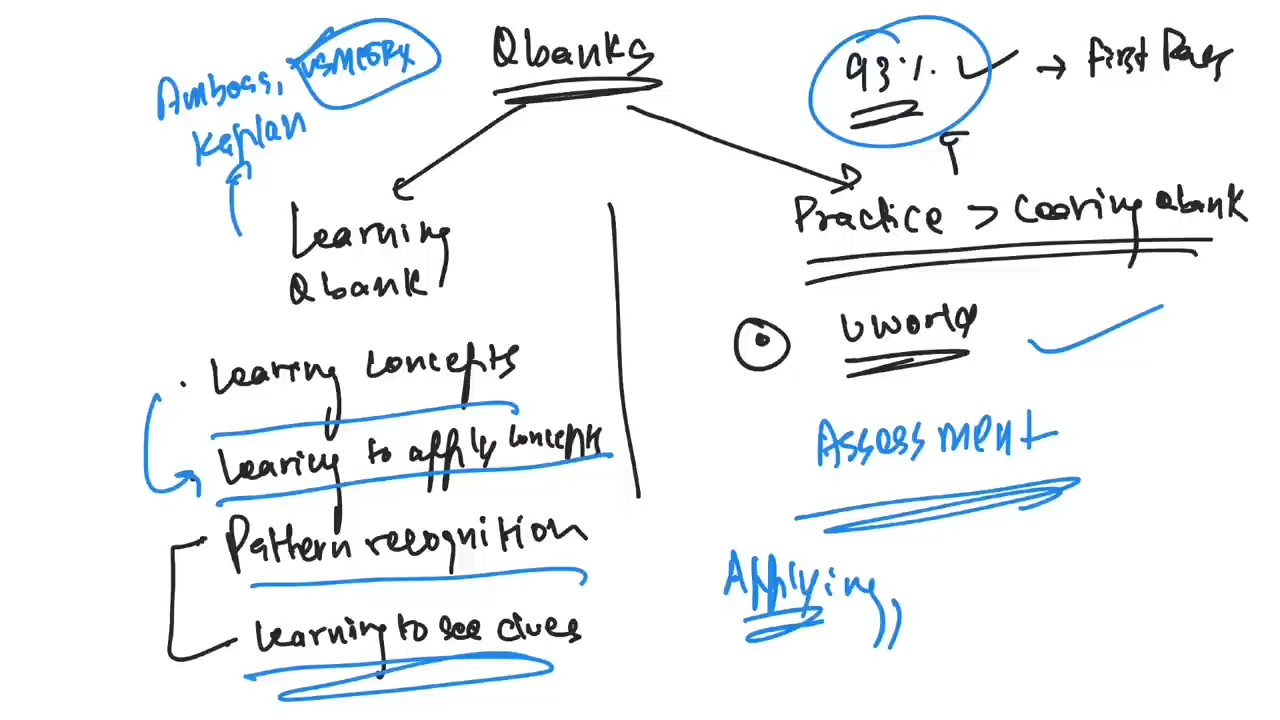 Qbanks
Amboss, USMLERx
Kaplan
93% → First Pass
Learning
Qbank
Practice > Scoring Qbank
Learning concepts
Learning to apply concepts
Pattern recognition
Learning to see clues
UWorld
Assessment
Applying